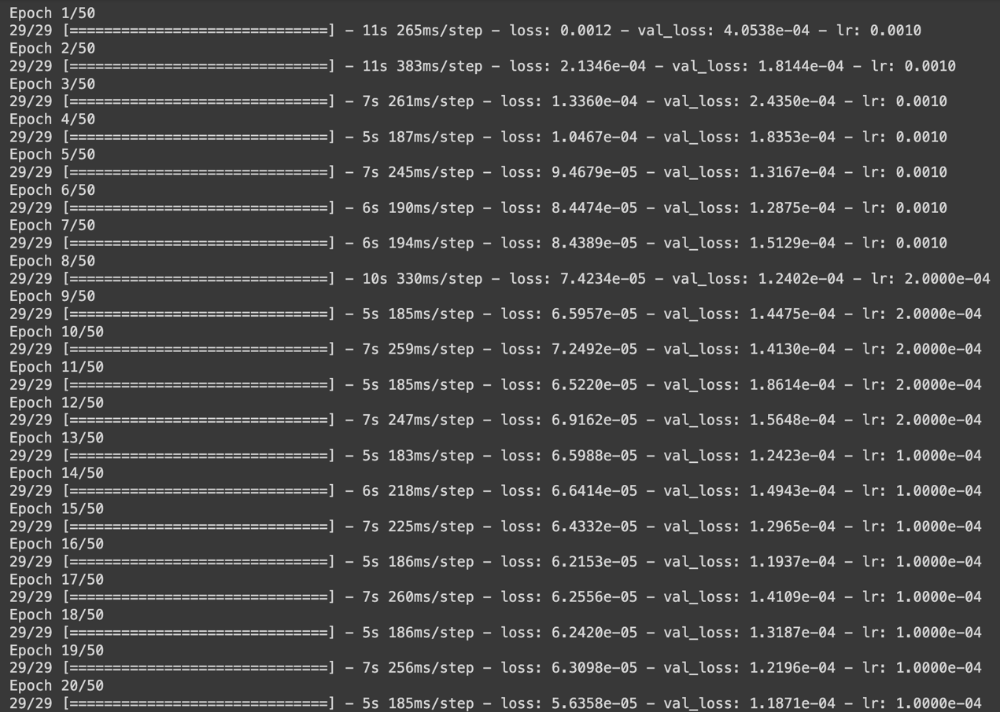 Epoch 1/50
29/29 [==============================] - 11s 265ms/step - loss: 0.0012 - val_loss: 4.0538e-04 - lr: 0.0010
Epoch 2/50
29/29 [==============================] - 11s 383ms/step - loss: 2.1346e-04 - val_loss: 1.8144e-04 - lr: 0.0010
Epoch 3/50
29/29 [==============================] - 7s 261ms/step - loss: 1.3360e-04 - val_loss: 2.4350e-04 - lr: 0.0010
Epoch 4/50
29/29 [==============================] - 5s 187ms/step - loss: 1.0467e-04 - val_loss: 1.8353e-04 - lr: 0.0010
Epoch 5/50
29/29 [==============================] - 7s 245ms/step - loss: 9.4679e-05 - val_loss: 1.3167e-04 - lr: 0.0010
Epoch 6/50
29/29 [==============================] - 6s 190ms/step - loss: 8.4474e-05 - val_loss: 1.2875e-04 - lr: 0.0010
Epoch 7/50
29/29 [==============================] - 6s 194ms/step - loss: 8.4389e-05 - val_loss: 1.5129e-04 - lr: 0.0010
Epoch 8/50
29/29 [==============================] - 10s 330ms/step - loss: 7.4234e-05 - val_loss: 1.2402e-04 - lr: 2.0000e-04
Epoch 9/50
29/29 [==============================] - 5s 185ms/step - loss: 6.5957e-05 - val_loss: 1.4475e-04 - lr: 2.0000e-04
Epoch 10/50
29/29 [==============================] - 7s 259ms/step - loss: 7.2492e-05 - val_loss: 1.4130e-04 - lr: 2.0000e-04
Epoch 11/50
29/29 [==============================] - 5s 185ms/step - loss: 6.5220e-05 - val_loss: 1.8614e-04 - lr: 2.0000e-04
Epoch 12/50
29/29 [==============================] - 7s 247ms/step - loss: 6.9162e-05 - val_loss: 1.5648e-04 - lr: 2.0000e-04
Epoch 13/50
29/29 [==============================] - 5s 183ms/step - loss: 6.5988e-05 - val_loss: 1.2423e-04 - lr: 1.0000e-04
Epoch 14/50
29/29 [==============================] - 6s 218ms/step - loss: 6.6414e-05 - val_loss: 1.4943e-04 - lr: 1.0000e-04
Epoch 15/50
29/29 [==============================] - 7s 225ms/step - loss: 6.4332e-05 - val_loss: 1.2965e-04 - lr: 1.0000e-04
Epoch 16/50
29/29 [==============================] - 5s 186ms/step - loss: 6.2153e-05 - val_loss: 1.1937e-04 - lr: 1.0000e-04
Epoch 17/50
29/29 [==============================] - 7s 260ms/step - loss: 6.2556e-05 - val_loss: 1.4109e-04 - lr: 1.0000e-04
Epoch 18/50
29/29 [==============================] - 5s 186ms/step - loss: 6.2420e-05 - val_loss: 1.3187e-04 - lr: 1.0000e-04
Epoch 19/50
29/29 [==============================] - 7s 256ms/step - loss: 6.3098e-05 - val_loss: 1.2196e-04 - lr: 1.0000e-04
Epoch 20/50
29/29 [==============================] - 5s 185ms/step - loss: 5.6358e-05 - val_loss: 1.1871e-04 - lr: 1.0000e-04